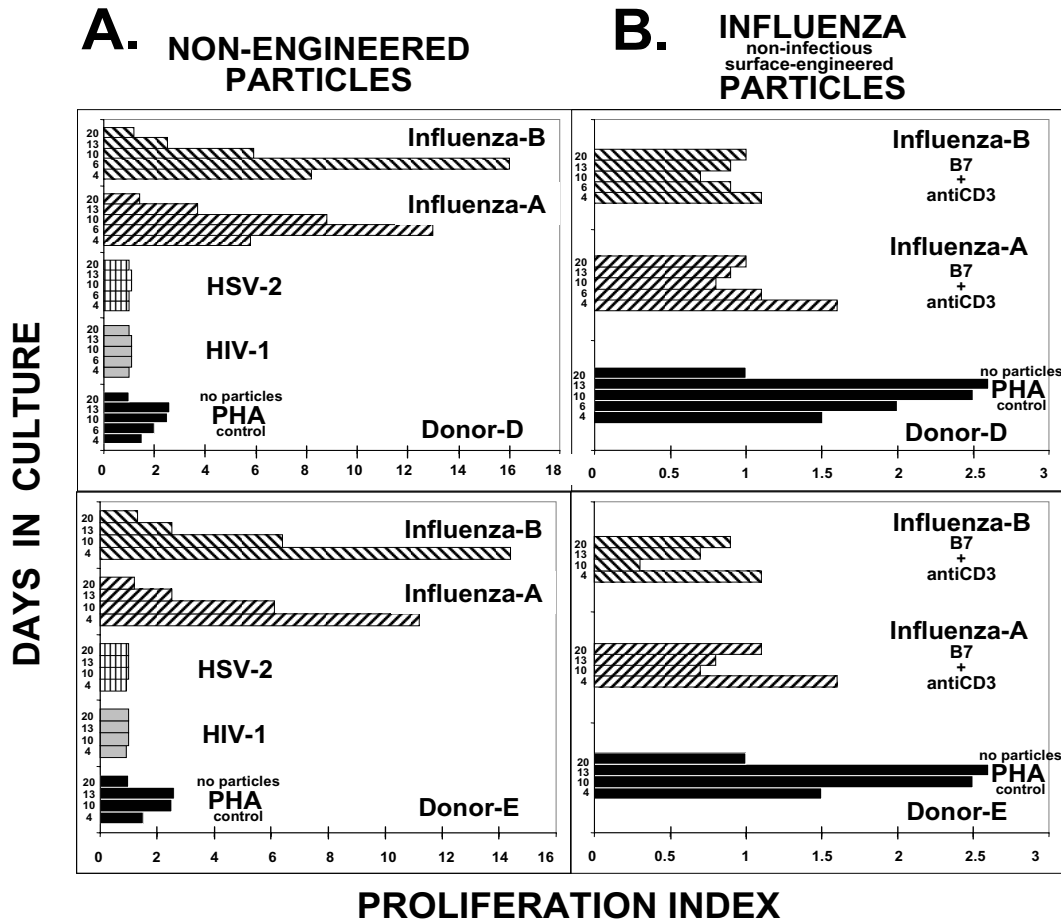 A.
NON-ENGINEERED
PARTICLES
B.
INFLUENZA
non-infectious
surface-engineered
PARTICLES
DAYS IN CULTURE
20
13
10
6
4
Influenza-B
20
13
10
6
4
Influenza-A
20
13
10
6
4
HSV-2
20
13
10
6
4
HIV-1
20
13
10
6
4
no particles
PHA
control
Donor-D
0 2 4 6 8 10 12 14 16 18
20
13
10
6
4
Influenza-B
B7
+
antiCD3
20
13
10
6
4
Influenza-A
B7
+
antiCD3
20
13
10
6
4
no particles
PHA
control
Donor-D
0 0.5 1 1.5 2 2.5 3
20
13
10
4
Influenza-B
20
13
10
4
Influenza-A
20
13
10
4
HSV-2
20
13
10
4
HIV-1
20
13
10
4
no particles
PHA
control
Donor-E
0 2 4 6 8 10 12 14 16
20
13
10
4
Influenza-B
B7
+
antiCD3
20
13
10
4
Influenza-A
B7
+
antiCD3
20
13
10
4
no particles
PHA
control
Donor-E
0 0.5 1 1.5 2 2.5 3
PROLIFERATION INDEX